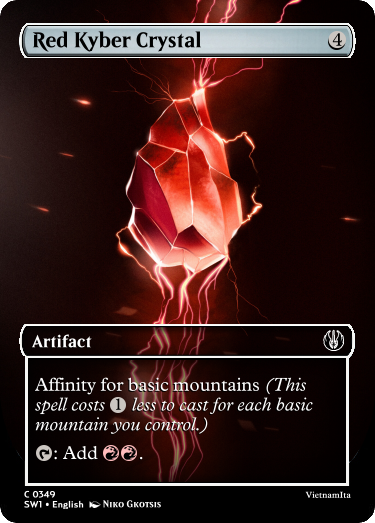 Red Kyber Crystal 4
Artifact
Affinity for basic mountains (This
spell costs 1 less to cast for each basic
mountain you control.)
: Add .
C 0349
SW1 • English Niko Gkotsis
VietnamIta